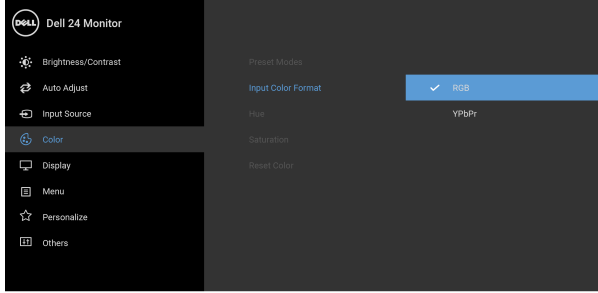 DELL Dell 24 Monitor
Brightness/Contrast
Auto Adjust
Input Source
Color
Display
Menu
Personalize
Others
Preset Modes
Input Color Format
Hue
Saturation
Reset Color
RGB
YPbPr